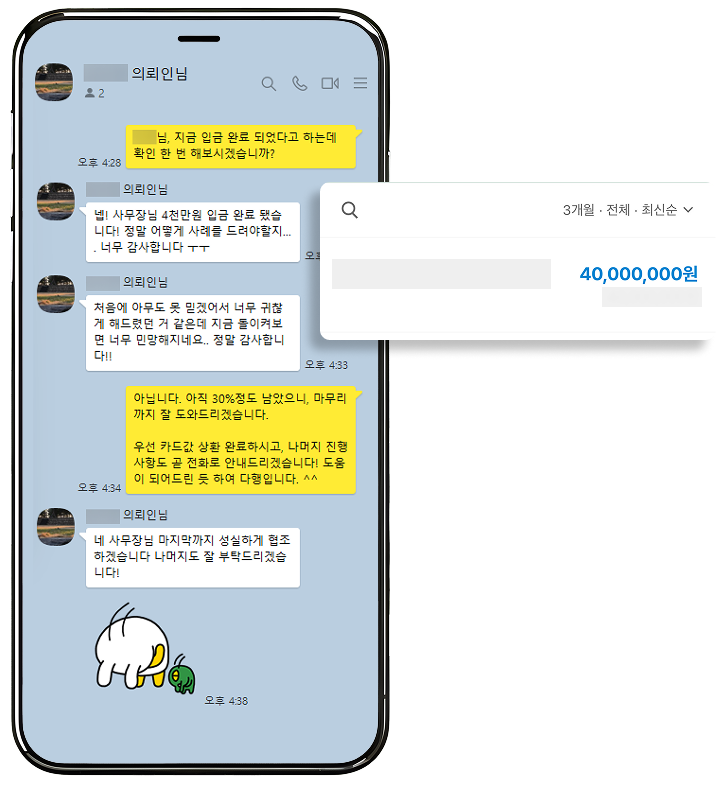 의뢰인님
2
님, 지금 입금 완료 되었다고 하는데
확인 한 번 해보시겠습니까?
오후 4:28
의뢰인님
넵! 사무장님 4천만원 입금 완료 됐습
니다! 정말 어떻게 사례를 드려야할지...
. 너무 감사합니다 ㅜㅜ
오후
3개월 · 전체 · 최신순
40,000,000원
의뢰인님
처음에 아무도 못 믿겠어서 너무 귀찮
게 해드렸던 거 같은데 지금 돌이켜보
면 너무 민망해지네요.. 정말 감사합니
다!!
오후 4:33
아닙니다. 아직 30%정도 남았으니, 마무리
까지 잘 도와드리겠습니다.
우선 카드값 상환 완료하시고, 나머지 진행
사항도 곧 전화로 안내드리겠습니다! 도움
이 되어드린 듯 하여 다행입니다. ^^
오후 4:34
의뢰인님
네 사무장님 마지막까지 성실하게 협조
하겠습니다 나머지도 잘 부탁드리겠습
니다!
오후 4:38